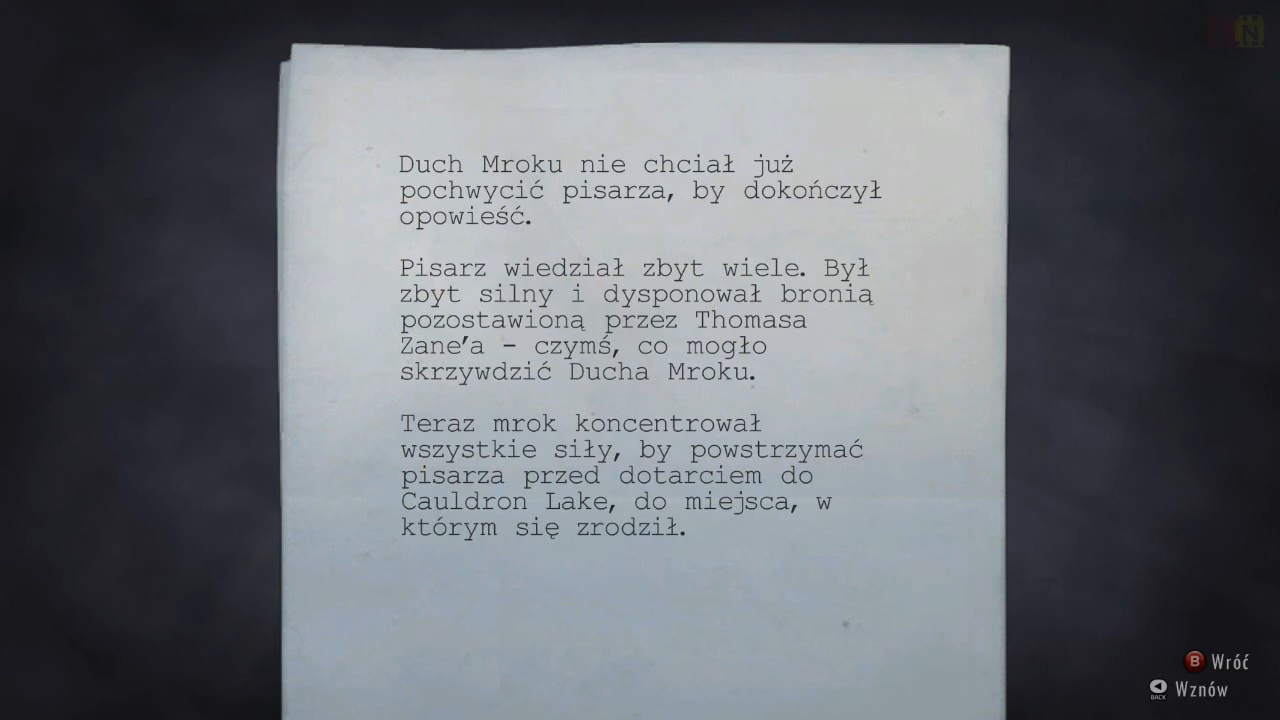 Duch Mroku nie chciał już
pochwycić pisarza, by dokończył
opowieść.
Pisarz wiedział zbyt wiele. Był
zbyt silny i dysponował bronią
pozostawioną przez Thomasa
Zane'a – czymś, co mogło
skrzywdzić Ducha Mroku.
Teraz mrok koncentrował
wszystkie siły, by powstrzymać
pisarza przed dotarciem do
Cauldron Lake, do miejsca, w
którym się zrodził.
B Wróć
BACK Wznów